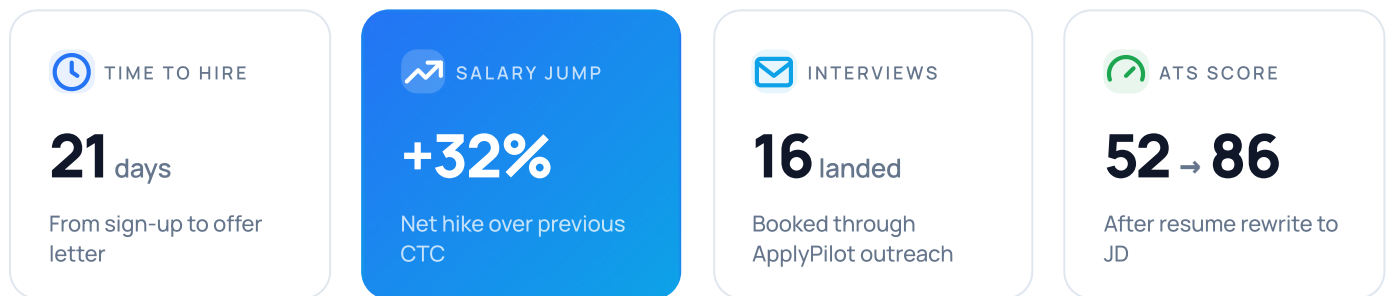 TIME TO HIRE
21 days
From sign-up to offer
letter
SALARY JUMP
+32%
Net hike over previous
CTC
INTERVIEWS
16 landed
Booked through
ApplyPilot outreach
ATS SCORE
52 → 86
After resume rewrite to
JD